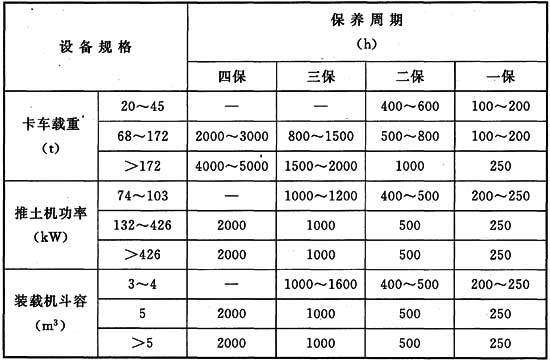 设备规格
保养周期
(h)
四保 三保 二保 一保
卡车载重
(t)
20~45 — — 400~600 100~200
68~172 2000~3000 800~1500 500~800 100~200
>172 4000~5000 1500~2000 1000 250
推土机功率
(kW)
74~103 — 1000~1200 400~500 200~250
132~426 2000 1000 500 250
>426 2000 1000 500 250
装载机斗容
(m³)
3~4 — 1000~1600 400~500 200~250
5 2000 1000 500 250
>5 2000 1000 500 250